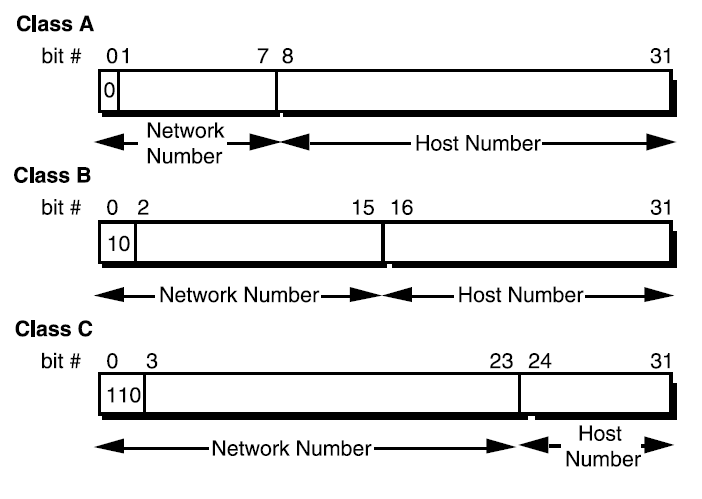 Class A
bit # 0 1 7 8 31
0
Network
Number
Host Number
Class B
bit # 0 2 15 16 31
10
Network Number Host Number
Class C
bit # 0 3 23 24 31
110
Network Number
Host
Number